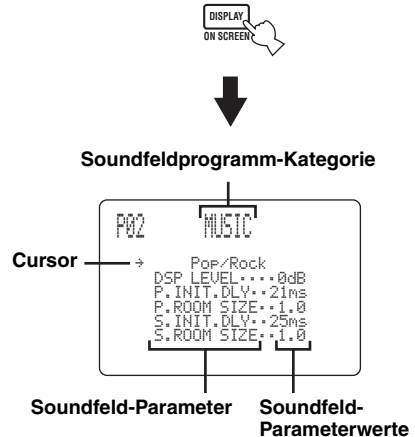 DISPLAY
ON SCREEN
Soundfeldprogramm-Kategorie
P02 MUSIC
Cursor
→ Pop/Rock
DSP LEVEL····0dB
P.INIT.DLY··21ms
P.ROOM SIZE··1.0
S.INIT.DLY··25ms
S.ROOM SIZE··1.0
Soundfeld-Parameter
Soundfeld-
Parameterwerte